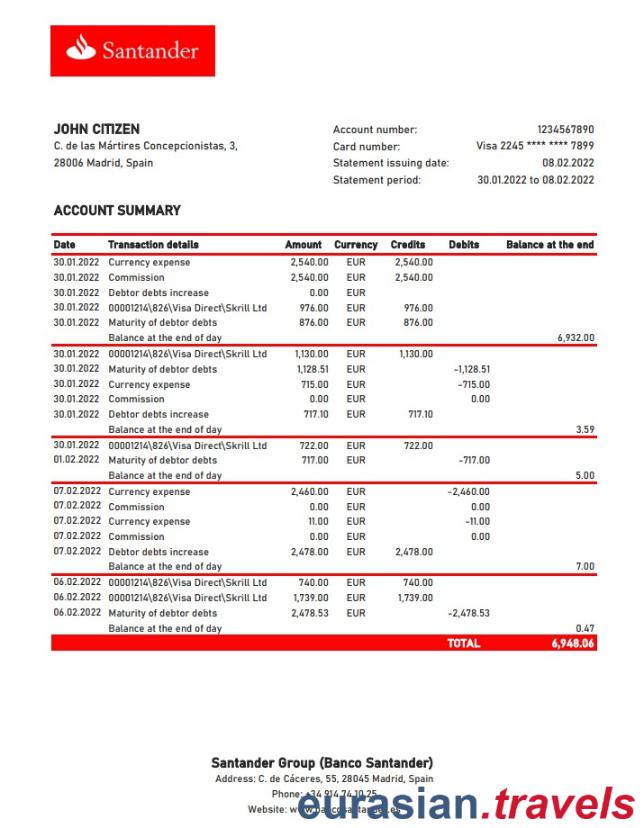 Santander
JOHN CITIZEN
C. de las Mártires Concepcionistas, 3,
28006 Madrid, Spain
Account number: 1234567890
Card number: Visa 2245 **** **** 7899
Statement issuing date: 08.02.2022
Statement period: 30.01.2022 to 08.02.2022
ACCOUNT SUMMARY
Date Transaction details Amount Currency Credits Debits Balance at the end
30.01.2022 Currency expense 2,540.00 EUR 2,540.00
30.01.2022 Commission 2,540.00 EUR 2,540.00
30.01.2022 Debtor debts increase 0.00 EUR
30.01.2022 00001214\826\Visa Direct\Skrill Ltd 976.00 EUR 976.00
30.01.2022 Maturity of debtor debts 876.00 EUR 876.00
Balance at the end of day 6,932.00
30.01.2022 00001214\826\Visa Direct\Skrill Ltd 1,130.00 EUR 1,130.00
30.01.2022 Maturity of debtor debts 1,128.51 EUR -1,128.51
30.01.2022 Currency expense 715.00 EUR -715.00
30.01.2022 Commission 0.00 EUR 0.00
30.01.2022 Debtor debts increase 717.10 EUR 717.10
Balance at the end of day 3.59
30.01.2022 00001214\826\Visa Direct\Skrill Ltd 722.00 EUR 722.00
01.02.2022 Maturity of debtor debts 717.00 EUR -717.00
Balance at the end of day 5.00
07.02.2022 Currency expense 2,460.00 EUR -2,460.00
07.02.2022 Commission 0.00 EUR 0.00
07.02.2022 Currency expense 11.00 EUR -11.00
07.02.2022 Commission 0.00 EUR 0.00
07.02.2022 Debtor debts increase 2,478.00 EUR 2,478.00
Balance at the end of day 7.00
06.02.2022 00001214\826\Visa Direct\Skrill Ltd 740.00 EUR 740.00
06.02.2022 00001214\826\Visa Direct\Skrill Ltd 1,739.00 EUR 1,739.00
06.02.2022 Maturity of debtor debts 2,478.53 EUR -2,478.53
Balance at the end of day 0.47
TOTAL 6,948.06
Santander Group (Banco Santander)
Address: C. de Cáceres, 55, 28045 Madrid, Spain
Phone: +34 914 74 10 25
Website: www.bancosantander.es
eurasian.travels